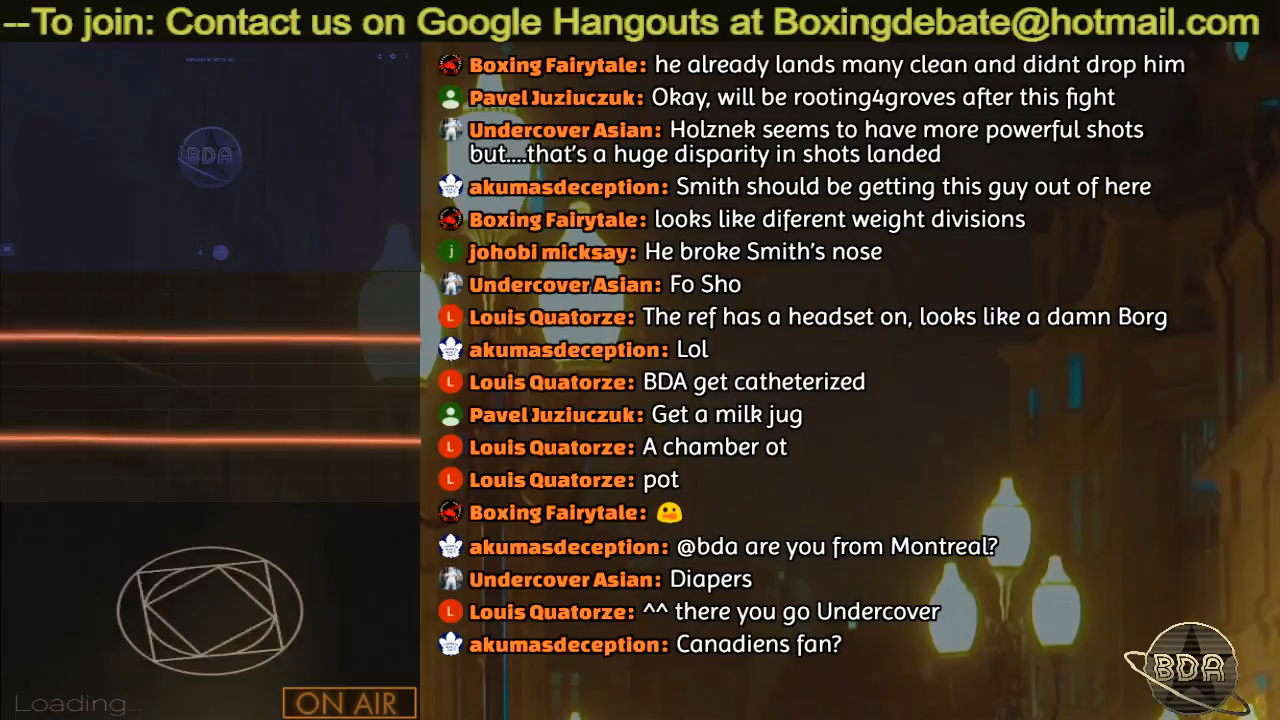 --To join: Contact us on Google Hangouts at Boxingdebate@hotmail.com
BDA
Boxing Fairytale: he already lands many clean and didnt drop him
Pavel Juziuczuk: Okay, will be rooting4groves after this fight
Undercover Asian: Holznek seems to have more powerful shots
but....that's a huge disparity in shots landed
akumasdeception: Smith should be getting this guy out of here
Boxing Fairytale: looks like diferent weight divisions
j johobi micksay: He broke Smith's nose
Undercover Asian: Fo Sho
L Louis Quatorze: The ref has a headset on, looks like a damn Borg
akumasdeception: Lol
L Louis Quatorze: BDA get catheterized
Pavel Juziuczuk: Get a milk jug
L Louis Quatorze: A chamber ot
L Louis Quatorze: pot
Boxing Fairytale:
akumasdeception: @bda are you from Montreal?
Undercover Asian: Diapers
L Louis Quatorze: ^^ there you go Undercover
akumasdeception: Canadiens fan?
Loading...
ON AIR
BDA